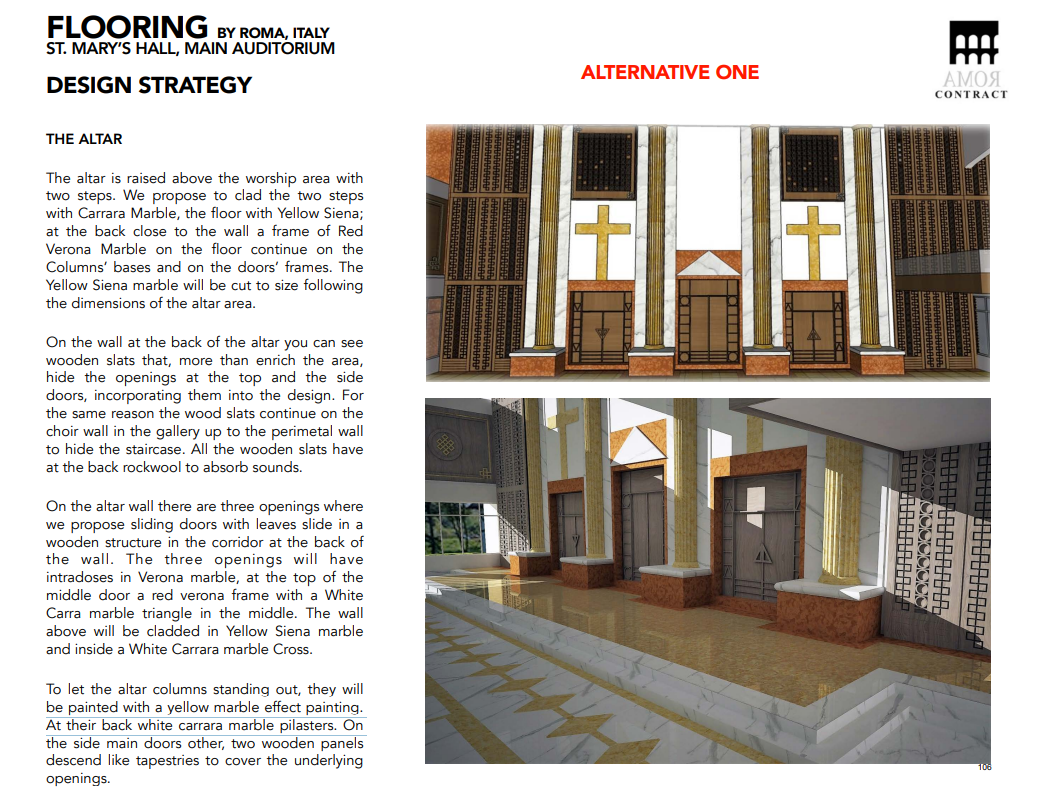 FLOORING BY ROMA, ITALY
ST. MARY'S HALL, MAIN AUDITORIUM
DESIGN STRATEGY
ALTERNATIVE ONE
AMOR
CONTRACT
THE ALTAR
The altar is raised above the worship area with
two steps. We propose to clad the two steps
with Carrara Marble, the floor with Yellow Siena;
at the back close to the wall a frame of Red
Verona Marble on the floor continue on the
Columns' bases and on the doors' frames. The
Yellow Siena marble will be cut to size following
the dimensions of the altar area.
On the wall at the back of the altar you can see
wooden slats that, more than enrich the area,
hide the openings at the top and the side
doors, incorporating them into the design. For
the same reason the wood slats continue on the
choir wall in the gallery up to the perimetal wall
to hide the staircase. All the wooden slats have
at the back rockwool to absorb sounds.
On the altar wall there are three openings where
we propose sliding doors with leaves slide in a
wooden structure in the corridor at the back of
the wall. The three openings will have
intradoses in Verona marble, at the top of the
middle door a red verona frame with a White
Carra marble triangle in the middle. The wall
above will be cladded in Yellow Siena marble
and inside a White Carrara marble Cross.
To let the altar columns standing out, they will
be painted with a yellow marble effect painting.
At their back white carrara marble pilasters. On
the side main doors other, two wooden panels
descend like tapestries to cover the underlying
openings.
106